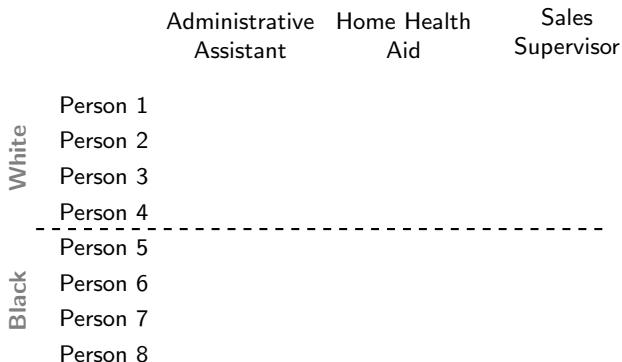 Administrative
Assistant
Home Health
Aid
Sales
Supervisor
White
Person 1
Person 2
Person 3
Person 4
Black
Person 5
Person 6
Person 7
Person 8